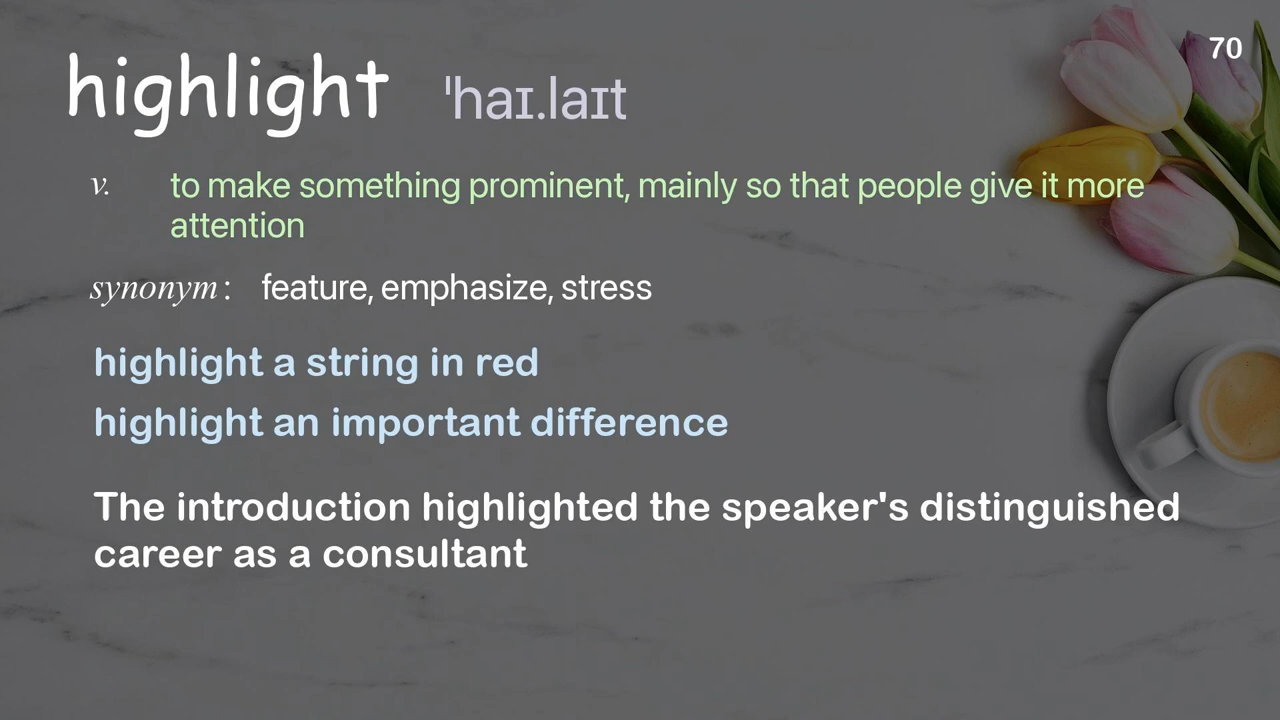 70
highlight ˈhaɪ.laɪt
v. to make something prominent, mainly so that people give it more
attention
synonym: feature, emphasize, stress
highlight a string in red
highlight an important difference
The introduction highlighted the speaker's distinguished
career as a consultant